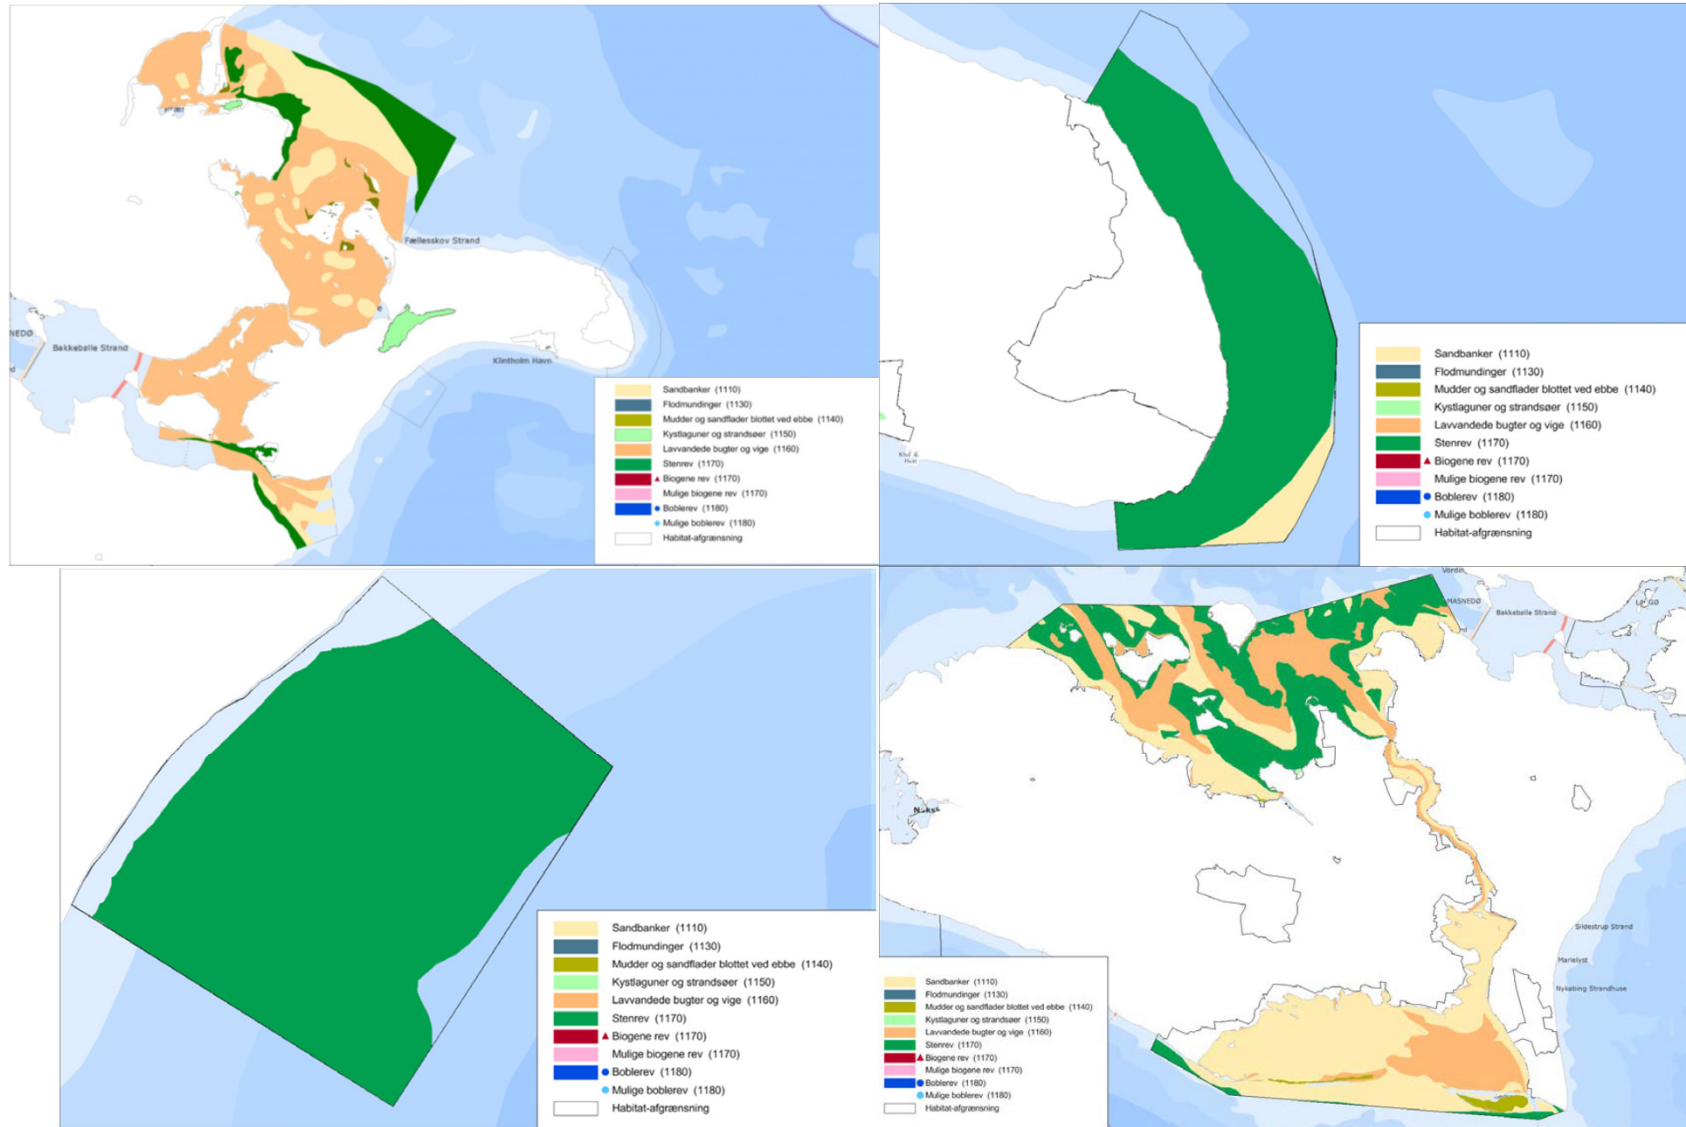 Fællesskov Strand
NEDØ
Bakkebølle Strand
Klintholm Havn
Sandbanker (1110)
Flodmundinger (1130)
Mudder og sandflader blottet ved ebbe (1140)
Kystlaguner og strandsøer (1150)
Lavvandede bugter og vige (1160)
Stenrev (1170)
Biogene rev (1170)
Mulige biogene rev (1170)
Boblerev (1180)
Mulige boblerev (1180)
Habitat-afgrænsning
Sandbanker (1110)
Flodmundinger (1130)
Mudder og sandflader blottet ved ebbe (1140)
Kystlaguner og strandsøer (1150)
Lavvandede bugter og vige (1160)
Stenrev (1170)
Biogene rev (1170)
Mulige biogene rev (1170)
Boblerev (1180)
Mulige boblerev (1180)
Habitat-afgrænsning
Sandbanker (1110)
Flodmundinger (1130)
Mudder og sandflader blottet ved ebbe (1140)
Kystlaguner og strandsøer (1150)
Lavvandede bugter og vige (1160)
Stenrev (1170)
Biogene rev (1170)
Mulige biogene rev (1170)
Boblerev (1180)
Mulige boblerev (1180)
Habitat-afgrænsning
Vordin
MASNEDØ
Bakkebølle Strand
Sildestrup Strand
Marielyst
Nykøbing Strandhuse
Sandbanker (1110)
Flodmundinger (1130)
Mudder og sandflader blottet ved ebbe (1140)
Kystlaguner og strandsøer (1150)
Lavvandede bugter og vige (1160)
Stenrev (1170)
Biogene rev (1170)
Mulige biogene rev (1170)
Boblerev (1180)
Mulige boblerev (1180)
Habitat-afgrænsning